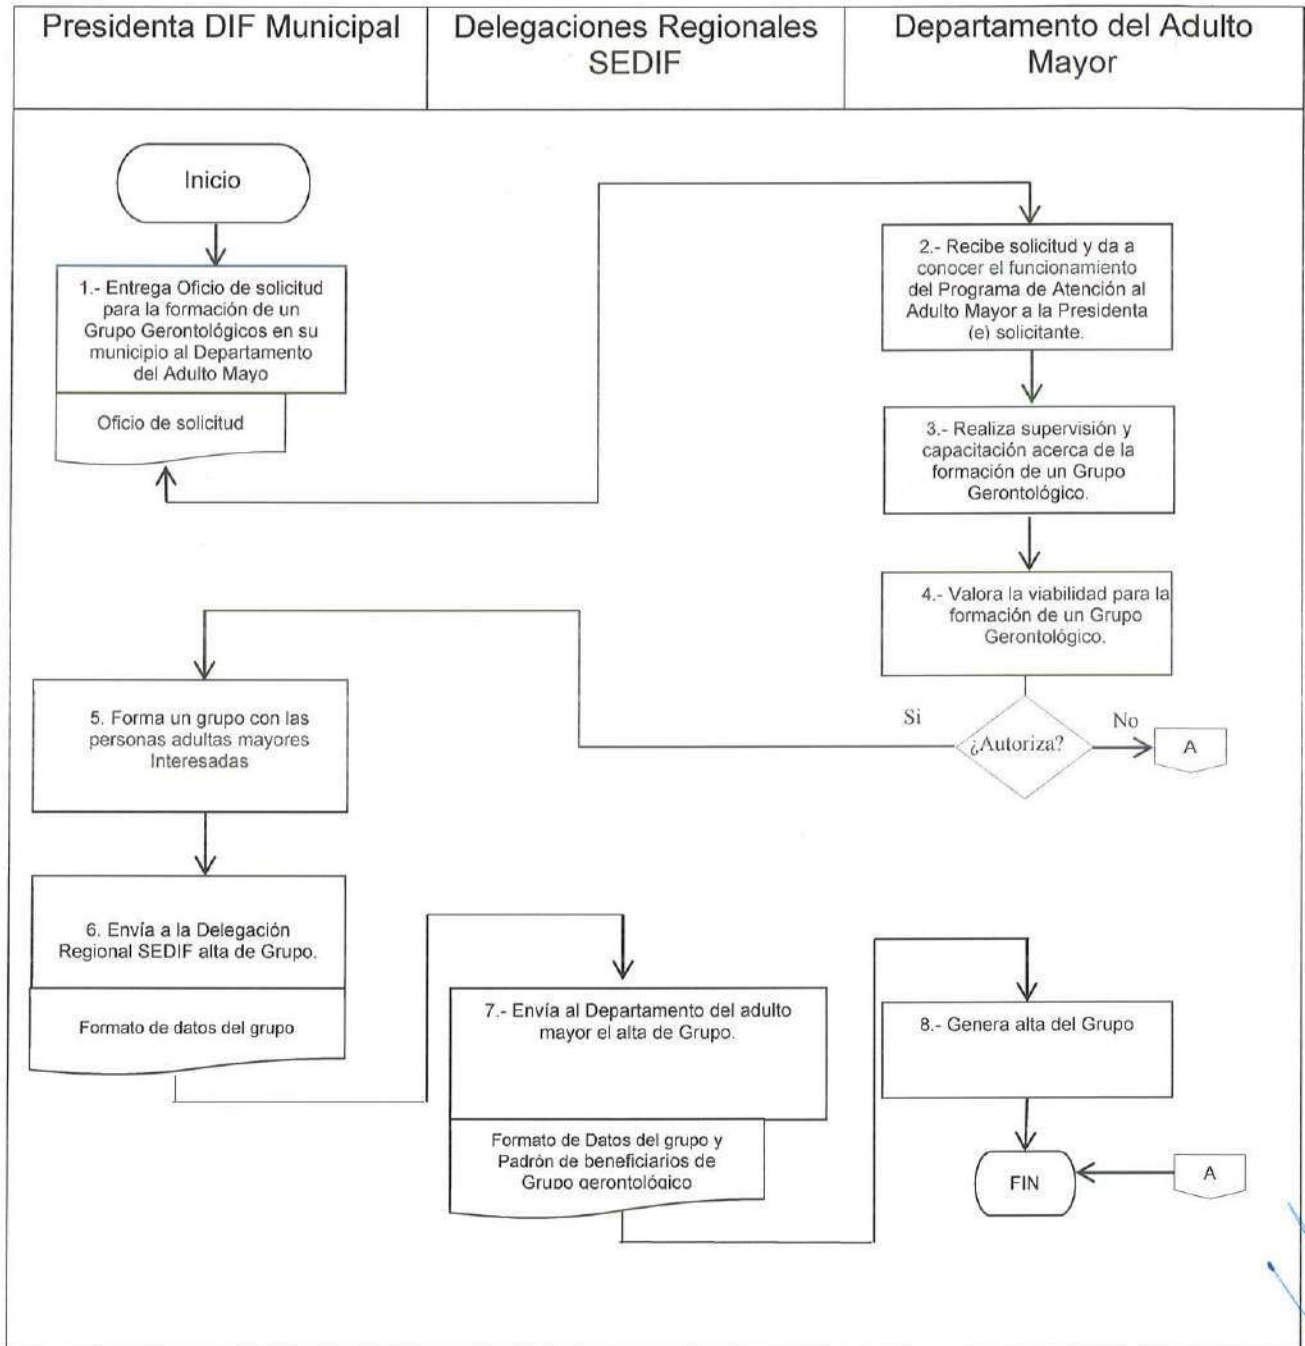 Presidenta DIF Municipal
Delegaciones Regionales
SEDIF
Departamento del Adulto
Mayor
Inicio
1.- Entrega Oficio de solicitud
para la formación de un
Grupo Gerontológicos en su
municipio al Departamento
del Adulto Mayo
Oficio de solicitud
2.- Recibe solicitud y da a
conocer el funcionamiento
del Programa de Atención al
Adulto Mayor a la Presidenta
(e) solicitante.
3.- Realiza supervisión y
capacitación acerca de la
formación de un Grupo
Gerontológico.
4.- Valora la viabilidad para la
formación de un Grupo
Gerontológico.
¿Autoriza?
Si
No
A
5. Forma un grupo con las
personas adultas mayores
Interesadas
6. Envía a la Delegación
Regional SEDIF alta de Grupo.
Formato de datos del grupo
7.- Envía al Departamento del adulto
mayor el alta de Grupo.
Formato de Datos del grupo y
Padrón de beneficiarios de
Grupo gerontológico
8.- Genera alta del Grupo
FIN
A